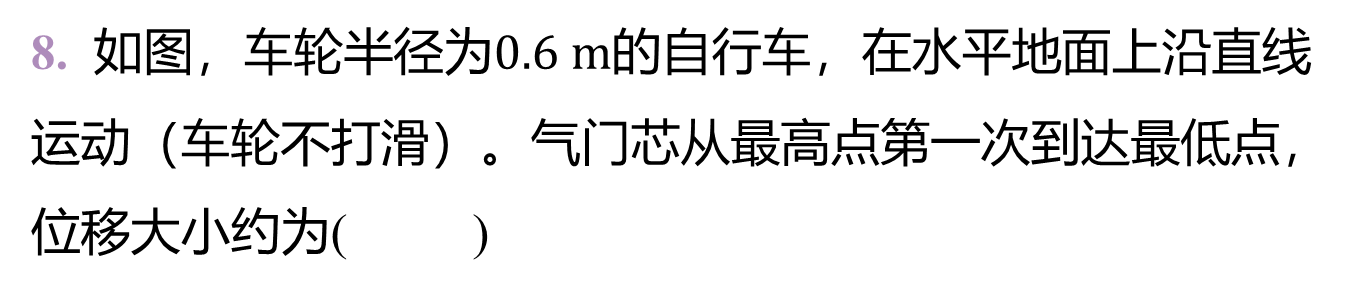 8. 如图，车轮半径为0.6 m的自行车，在水平地面上沿直线
运动（车轮不打滑）。气门芯从最高点第一次到达最低点，
位移大小约为(　　)